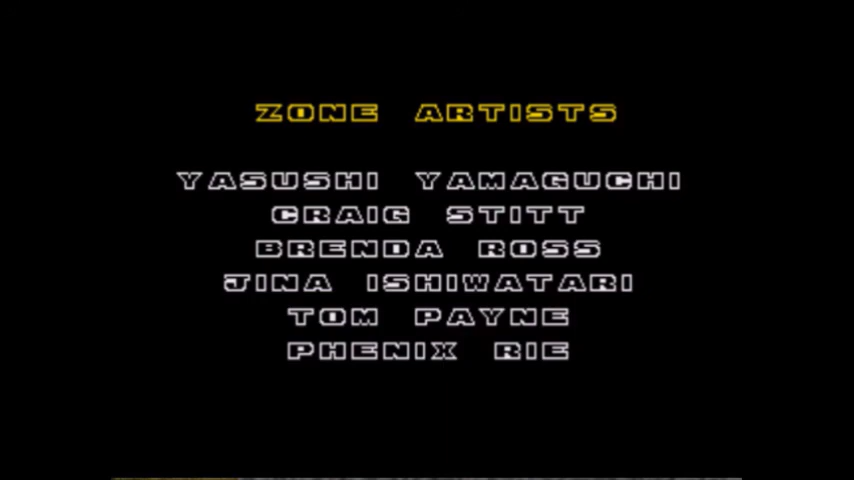 ZONE ARTISTS
YASUSHI YAMAGUCHI
CRAIG STITT
BRENDA ROSS
JINA ISHIWATARI
TOM PAYNE
PHENIX RIE